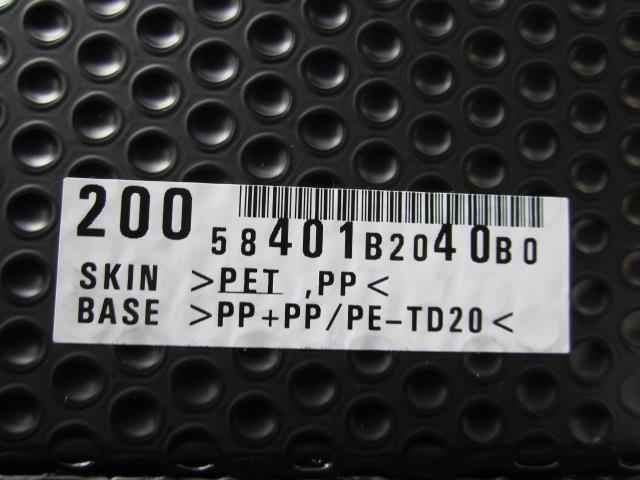 200 58401B2040B0
SKIN >PET ,PP<
BASE >PP+PP/PE-TD20<